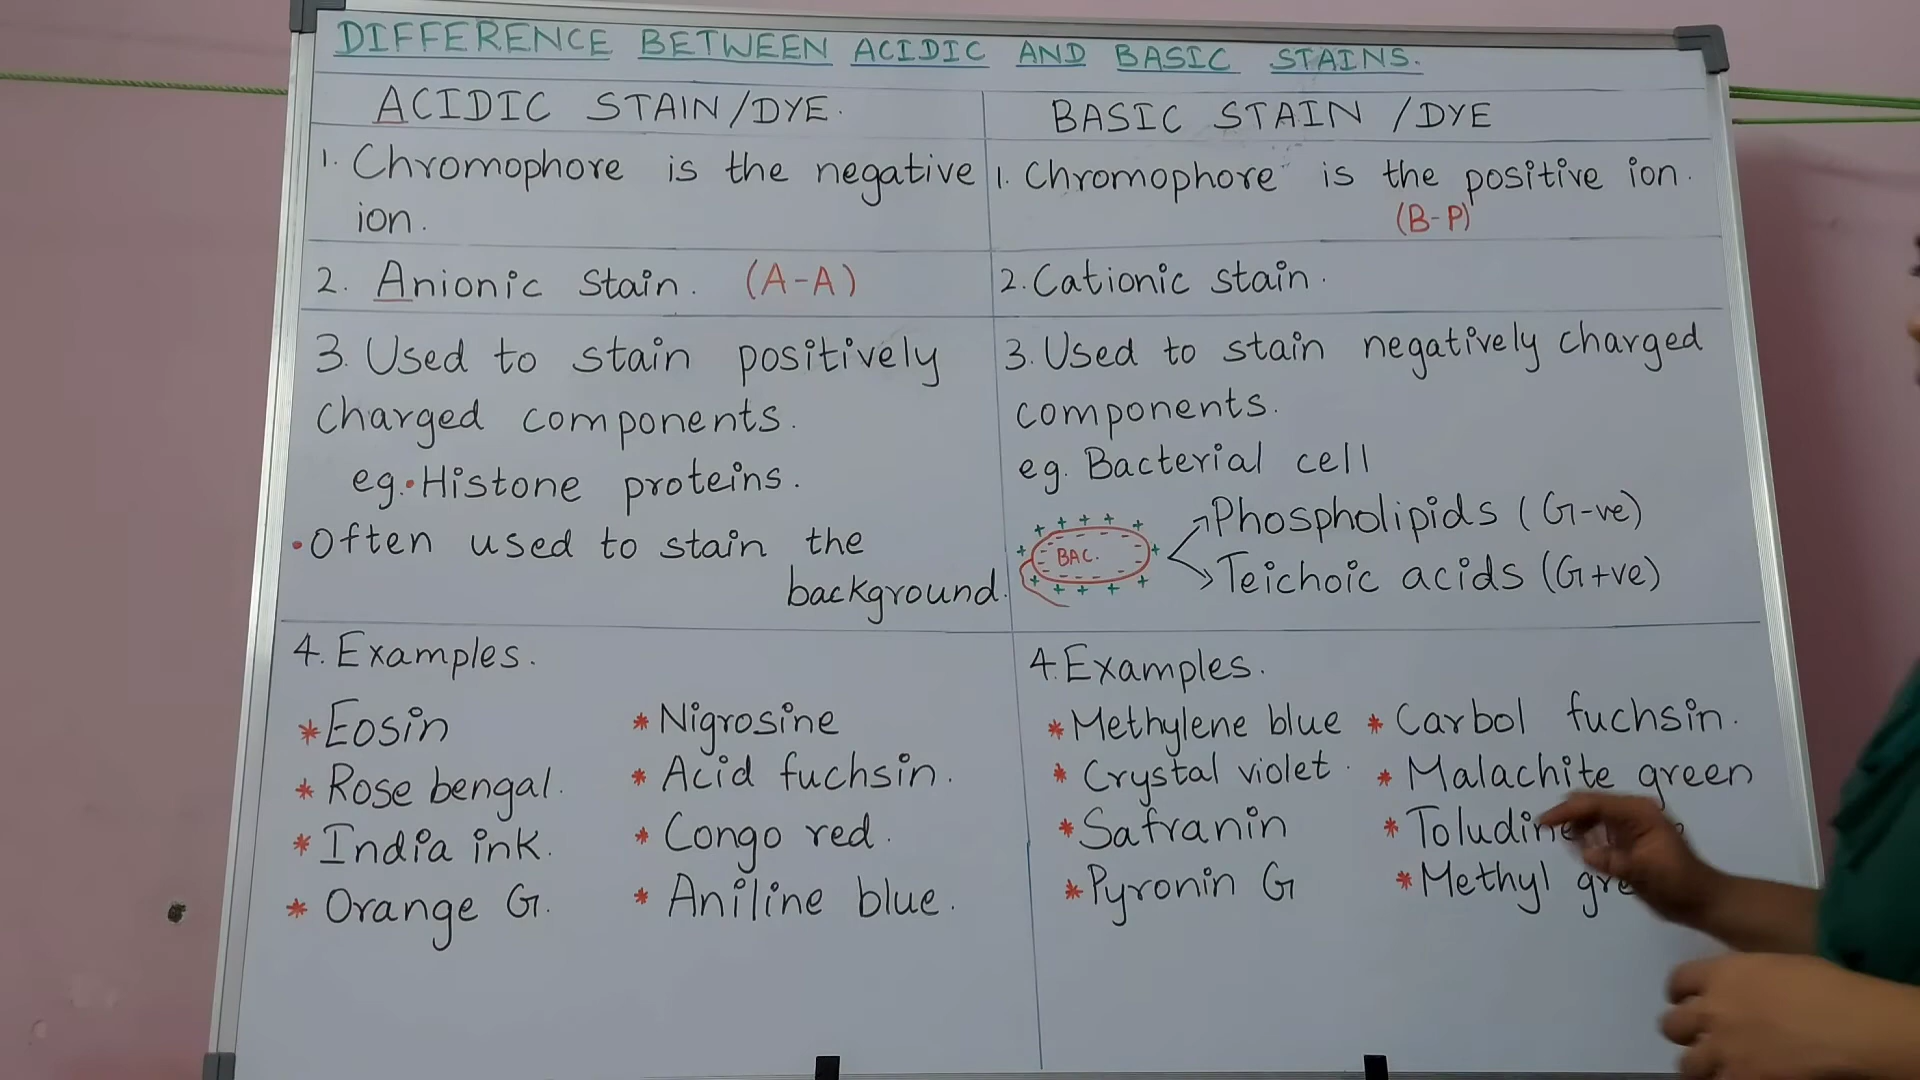 DIFFERENCE BETWEEN ACIDIC AND BASIC STAINS.
ACIDIC STAIN/DYE.
1. Chromophore is the negative
ion.
2. Anionic stain. (A-A)
3. Used to stain positively
charged components.
eg.•Histone proteins.
•Often used to stain the
background.
4. Examples.
*Eosin
*Rose bengal.
*India ink.
*Orange G.
*Nigrosine
*Acid fuchsin.
*Congo red.
*Aniline blue.
BASIC STAIN /DYE
1. Chromophore is the positive ion.
(B-P)
2. Cationic stain.
3. Used to stain negatively charged
components.
eg. Bacterial cell
BAC.
Phospholipids (G-ve)
Teichoic acids (G+ve)
4. Examples.
*Methylene blue
*Crystal violet.
*Safranin
*Pyronin G
*Carbol fuchsin.
*Malachite green
*Toludine
*Methyl